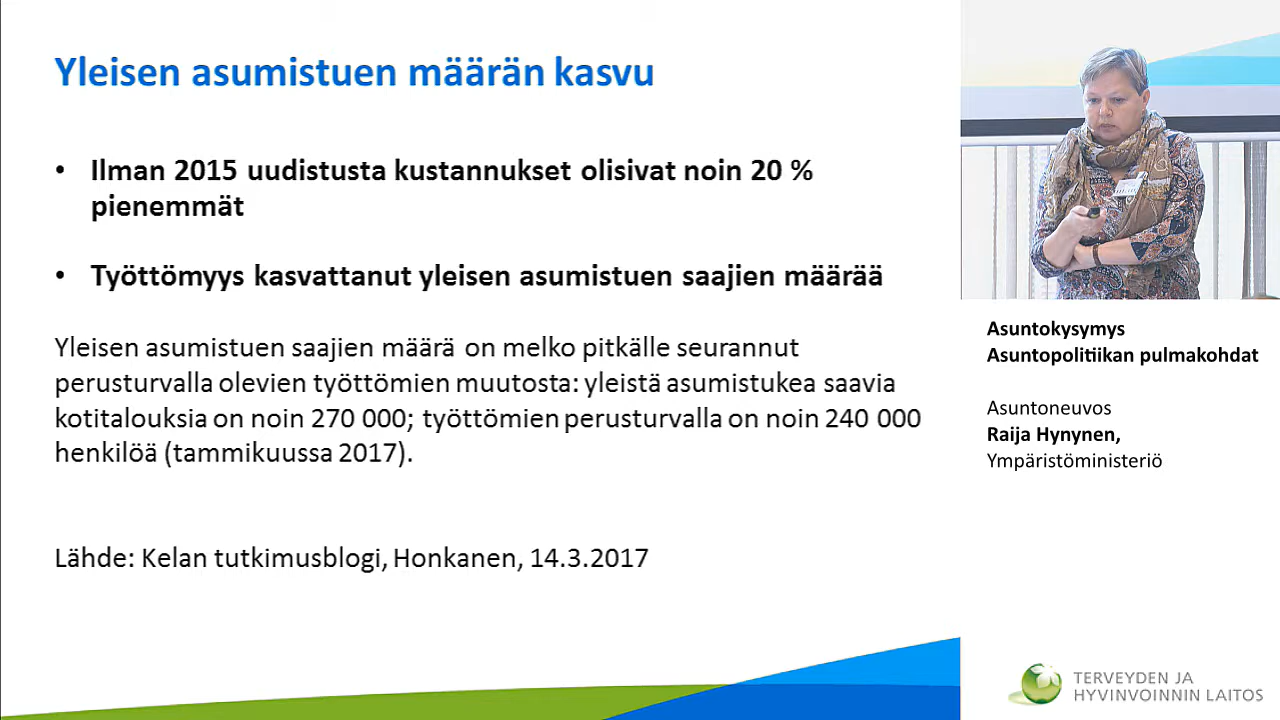 Yleisen asumistuen määrän kasvu
• Ilman 2015 uudistusta kustannukset olisivat noin 20 %
pienemmät
• Työttömyys kasvattanut yleisen asumistuen saajien määrää
Yleisen asumistuen saajien määrä on melko pitkälle seurannut
perusturvalla olevien työttömien muutosta: yleistä asumistukea saavia
kotitalouksia on noin 270 000; työttömien perusturvalla on noin 240 000
henkilöä (tammikuussa 2017).
Lähde: Kelan tutkimusblogi, Honkanen, 14.3.2017
Asuntokysymys
Asuntopolitiikan pulmakohdat
Asuntoneuvos
Raija Hynynen,
Ympäristöministeriö
TERVEYDEN JA
HYVINVOINNIN LAITOS